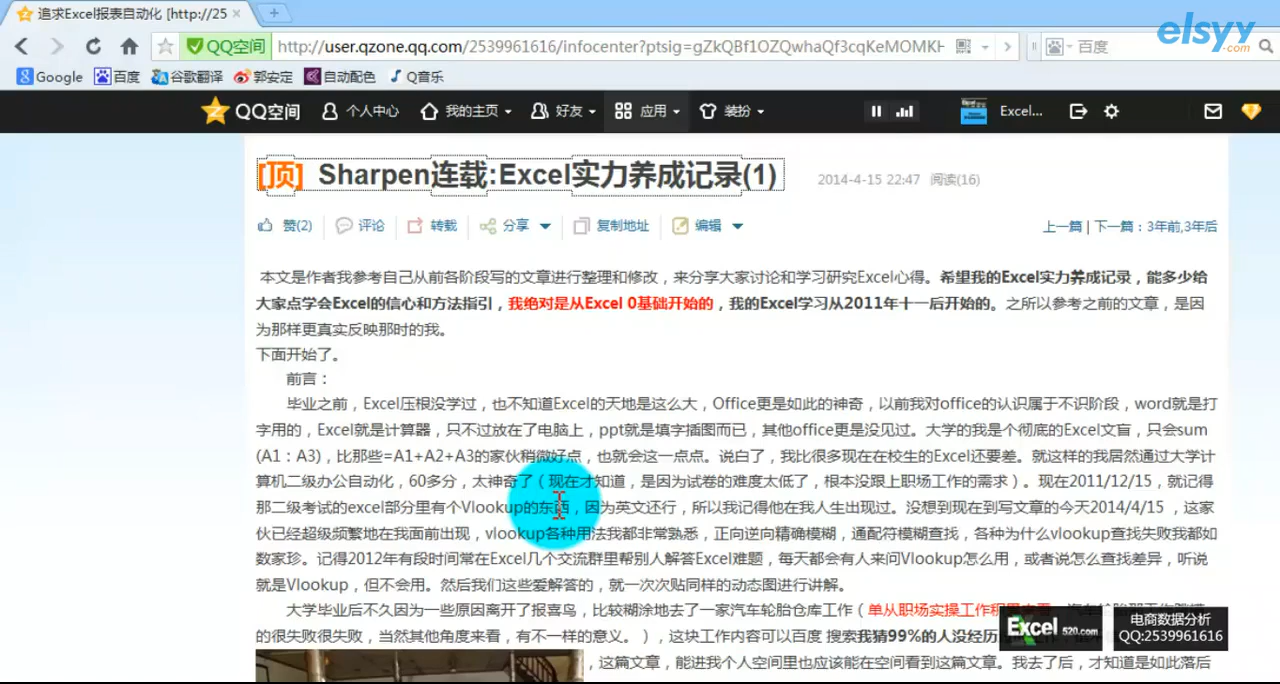 追求Excel报表自动化 [http://25
elsyy
.com
QQ空间
http://user.qzone.qq.com/2539961616/infocenter?ptsig=gZkQBf1OZQwhaQf3cqKeMOMKH
百度
Google
百度
谷歌翻译
郭安定
自动配色
Q音乐
QQ空间
个人中心
我的主页
好友
应用
装扮
Excel...
[顶] Sharpen连载:Excel实力养成记录(1)
2014-4-15 22:47 阅读(16)
赞(2)
评论
转载
分享
复制地址
编辑
上一篇 | 下一篇：3年前,3年后
本文是作者我参考自己从前各阶段写的文章进行整理和修改，来分享大家讨论和学习研究Excel心得。希望我的Excel实力养成记录，能多少给
大家点学会Excel的信心和方法指引，我绝对是从Excel 0基础开始的，我的Excel学习从2011年十一后开始的。之所以参考之前的文章，是因
为那样更真实反映那时的我。
下面开始了。
前言：
毕业之前，Excel压根没学过，也不知道Excel的天地是这么大，Office更是如此的神奇，以前我对office的认识属于不识阶段，word就是打
字用的，Excel就是计算器，只不过放在了电脑上，ppt就是填字插图而已，其他office更是没见过。大学的我是个彻底的Excel文盲，只会sum
(A1：A3)，比那些=A1+A2+A3的家伙稍微好点，也就会这一点点。说白了，我比很多现在在校生的Excel还要差。就这样的我居然通过大学计
算机二级办公自动化，60多分，太神奇了（现在才知道，是因为试卷的难度太低了，根本没跟上职场工作的需求）。现在2011/12/15，就记得
那二级考试的excel部分里有个Vlookup的东西，因为英文还行，所以我记得他在我人生出现过。没想到现在到写文章的今天2014/4/15 ，这家
伙已经超级频繁地在我面前出现，vlookup各种用法我都非常熟悉，正向逆向精确模糊，通配符模糊查找，各种为什么vlookup查找失败我都如
数家珍。记得2012年有段时间常在Excel几个交流群里帮别人解答Excel难题，每天都会有人来问Vlookup怎么用，或者说怎么查找差异，听说
就是Vlookup，但不会用。然后我们这些爱解答的，就一次次贴同样的动态图进行讲解。
大学毕业后不久因为一些原因离开了报喜鸟，比较糊涂地去了一家汽车轮胎仓库工作（单从职场实操工作
的很失败很失败，当然其他角度来看，有不一样的意义。），这块工作内容可以百度 搜索我猜99%的人没经历
，这篇文章，能进我个人空间里也应该能在空间看到这篇文章。我去了后，才知道是如此落后
Excel 520.com
电商数据分析
QQ:2539961616